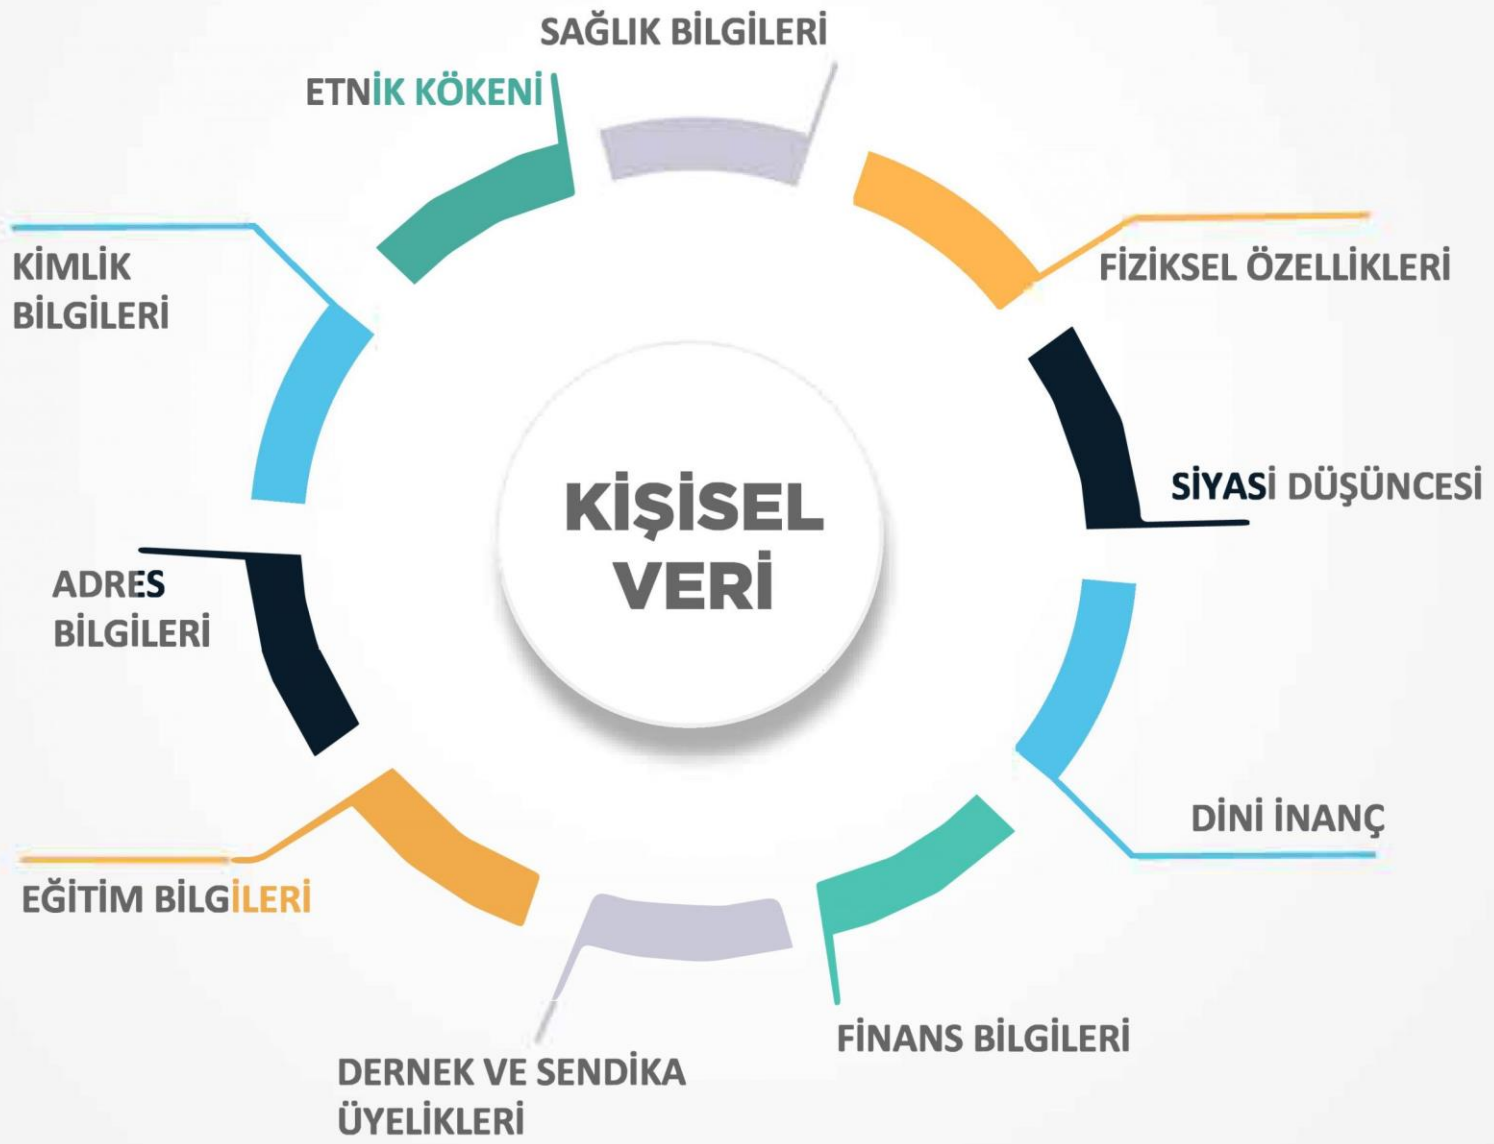 SAĞLIK BİLGİLERİ
ETNİK KÖKENİ
KİMLİK
BİLGİLERİ
FİZİKSEL ÖZELLİKLERİ
KİŞİSEL
VERİ
SİYASİ DÜŞÜNCESİ
ADRES
BİLGİLERİ
DİNİ İNANÇ
EĞİTİM BİLGİLERİ
FİNANS BİLGİLERİ
DERNEK VE SENDİKA
ÜYELİKLERİ